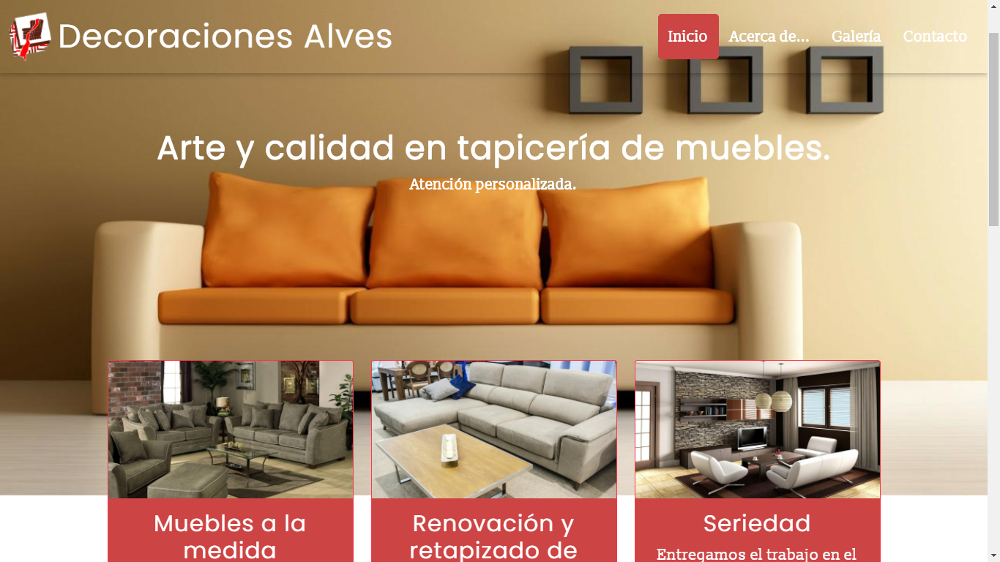 Decoraciones Alves
Inicio
Acerca de...
Galería
Contacto
Arte y calidad en tapicería de muebles.
Atención personalizada.
Muebles a la
medida
Renovación y
retapizado de
Seriedad
Entregamos el trabajo en el